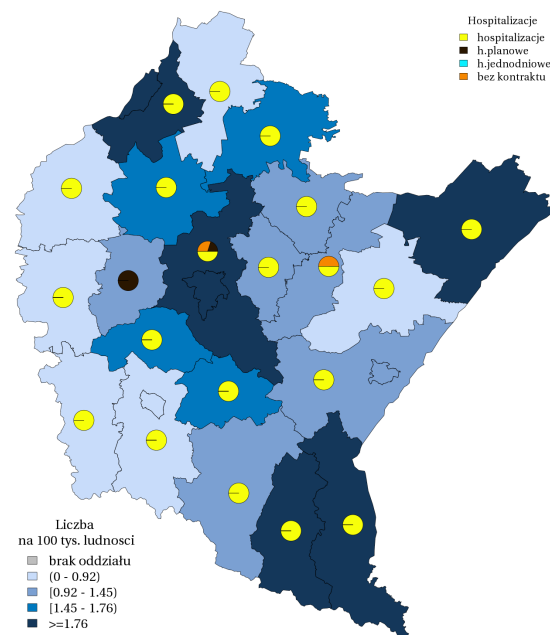 Hospitalizacje
hospitalizacje
h.planowe
h.jednodniowe
bez kontraktu
Liczba
na 100 tys. ludnosci
brak oddziału
(0 - 0.92)
[0.92 - 1.45)
[1.45 - 1.76)
>=1.76